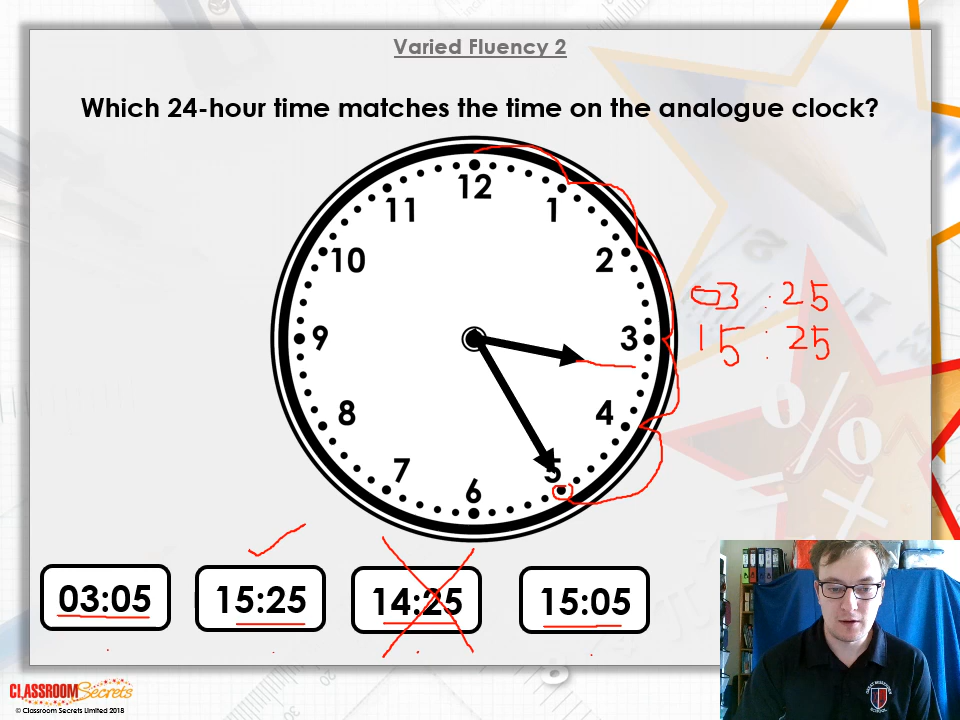 Varied Fluency 2
Which 24-hour time matches the time on the analogue clock?
12
11
1
10
2
9
3
8
4
7
5
6
03 : 25
15 : 25
03:05
15:25
14:25
15:05
CLASSROOM Secrets
© Classroom Secrets Limited 2018